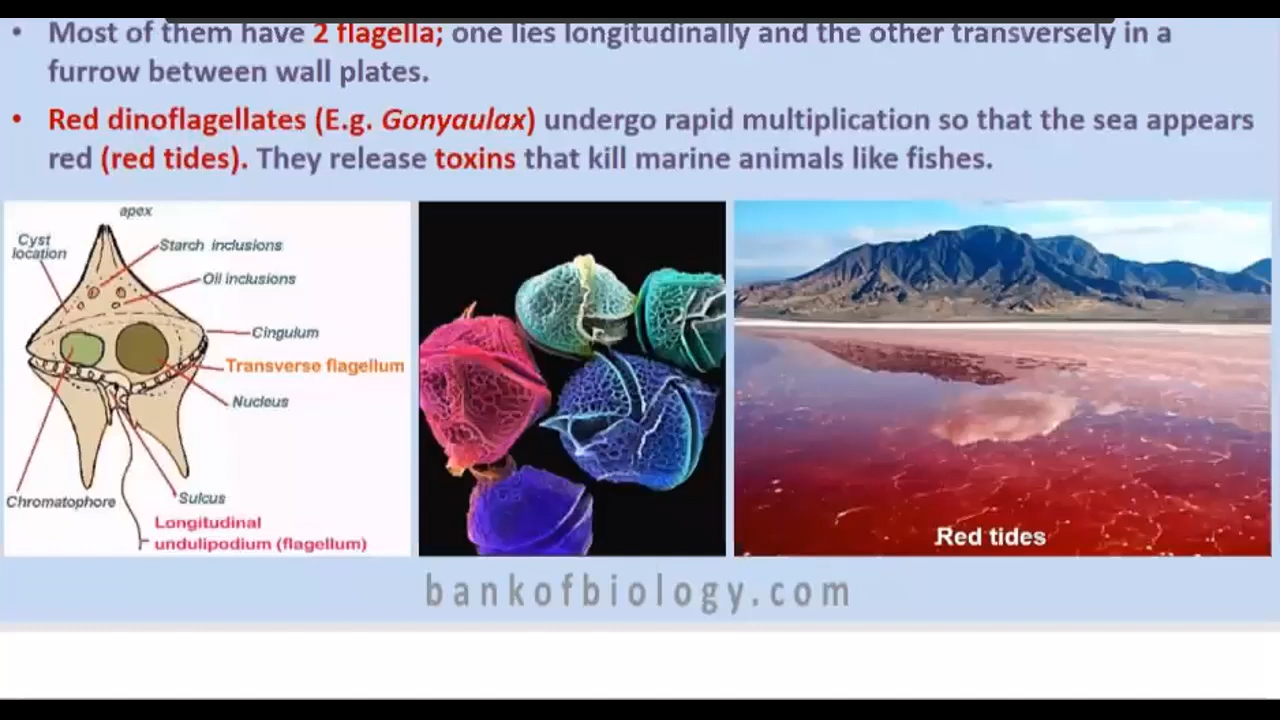 • Most of them have 2 flagella; one lies longitudinally and the other transversely in a
furrow between wall plates.
• Red dinoflagellates (E.g. Gonyaulax) undergo rapid multiplication so that the sea appears
red (red tides). They release toxins that kill marine animals like fishes.
apex
Cyst
location
Starch inclusions
Oil inclusions
Cingulum
Transverse flagellum
Nucleus
Chromatophore
Sulcus
Longitudinal
undulipodium (flagellum)
Red tides
bankofbiology.com